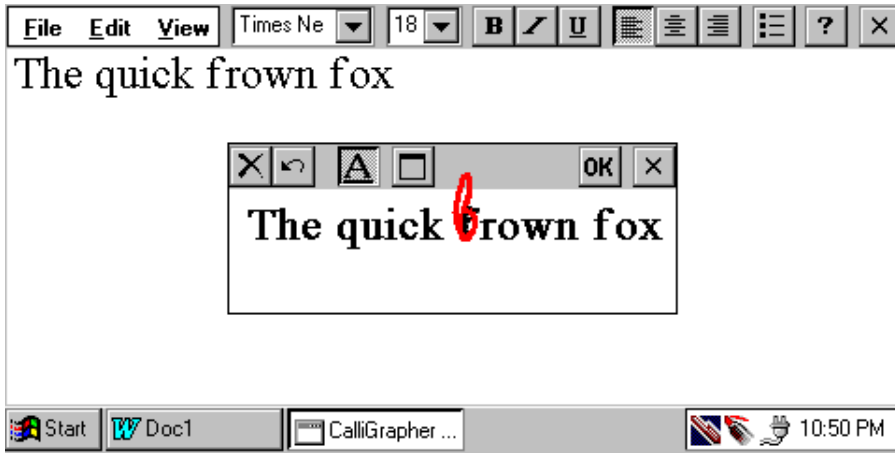 File Edit View Times Ne 18 B I U ?
The quick frown fox
A OK
The quick frown fox
Start W Doc1 CalliGrapher ... 10:50 PM